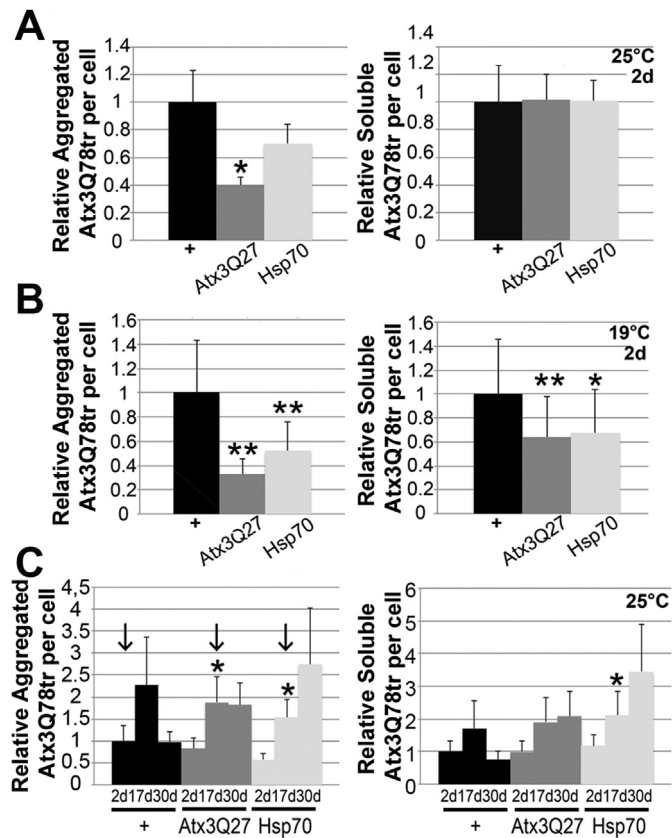 A
Relative Aggregated
Atx3Q78tr per cell
1.4
1.2
1
0.8
0.6
0.4
0.2
0
*
+
Atx3Q27
Hsp70
Relative Soluble
Atx3Q78tr per cell
1.4
1.2
1
0.8
0.6
0.4
0.2
0
25°C
2d
+
Atx3Q27
Hsp70
B
Relative Aggregated
Atx3Q78tr per cell
1.6
1.4
1.2
1
0.8
0.6
0.4
0.2
0
**
**
+
Atx3Q27
Hsp70
Relative Soluble
Atx3Q78tr per cell
1.6
1.4
1.2
1
0.8
0.6
0.4
0.2
0
19°C
2d
**
*
+
Atx3Q27
Hsp70
C
Relative Aggregated
Atx3Q78tr per cell
4,5
4
3.5
3
2.5
2
1.5
1
0.5
*
*
2d17d30d 2d17d30d 2d17d30d
+ Atx3Q27 Hsp70
Relative Soluble
Atx3Q78tr per cell
6
5
4
3
2
1
0
25°C
*
2d17d30d 2d17d30d 2d17d30d
+ Atx3Q27 Hsp70